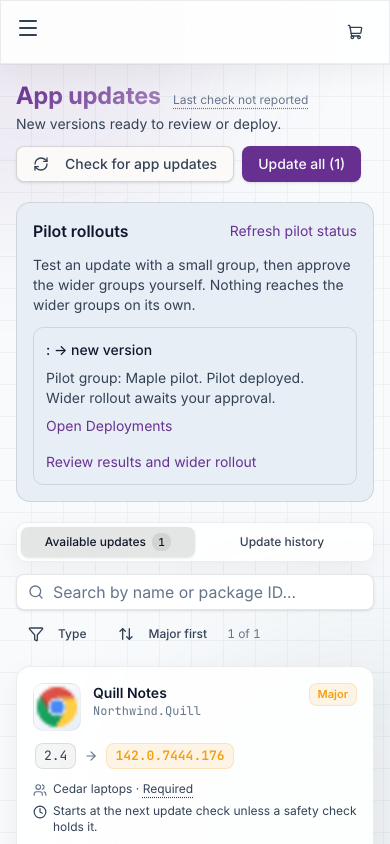 App updates
Last check not reported
New versions ready to review or deploy.
Check for app updates
Update all (1)
Pilot rollouts
Refresh pilot status
Test an update with a small group, then approve
the wider groups yourself. Nothing reaches the
wider groups on its own.
: → new version
Pilot group: Maple pilot. Pilot deployed.
Wider rollout awaits your approval.
Open Deployments
Review results and wider rollout
Available updates 1
Update history
Search by name or package ID...
Type
Major first
1 of 1
Quill Notes
Major
Northwind.Quill
2.4 → 142.0.7444.176
Cedar laptops · Required
Starts at the next update check unless a safety check
holds it.